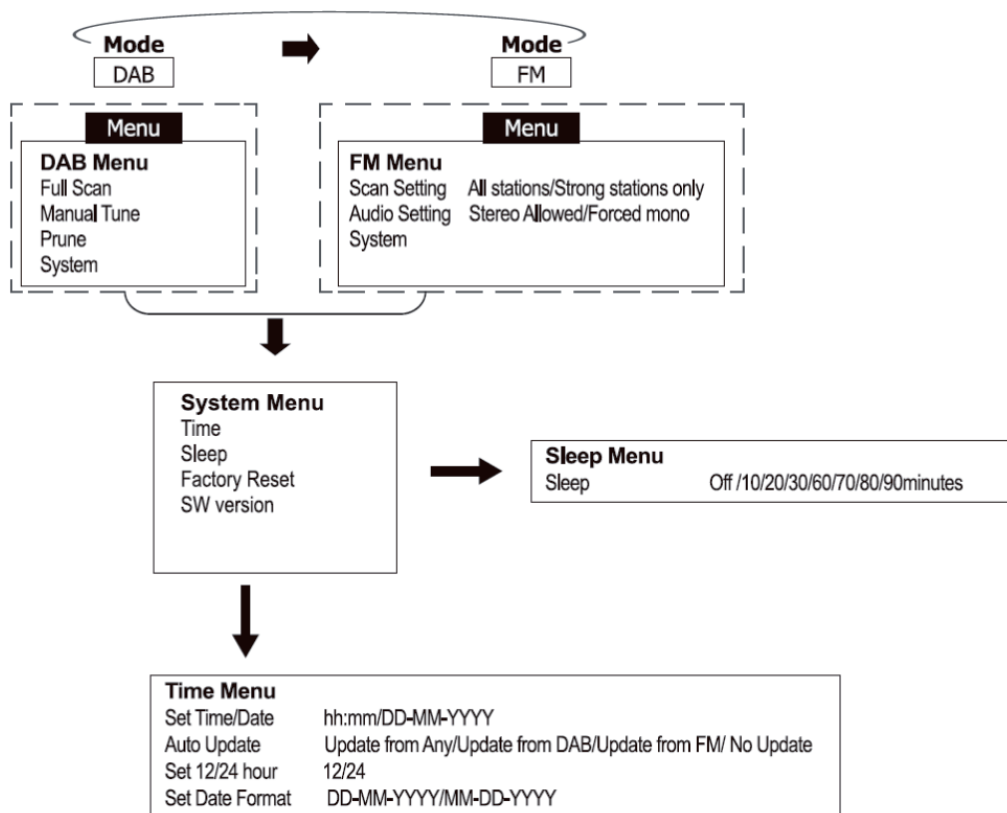 Mode
DAB
Mode
FM
Menu
DAB Menu
Full Scan
Manual Tune
Prune
System
Menu
FM Menu
Scan Setting All stations/Strong stations only
Audio Setting Stereo Allowed/Forced mono
System
System Menu
Time
Sleep
Factory Reset
SW version
Sleep Menu
Sleep Off /10/20/30/60/70/80/90minutes
Time Menu
Set Time/Date hh:mm/DD-MM-YYYY
Auto Update Update from Any/Update from DAB/Update from FM/ No Update
Set 12/24 hour 12/24
Set Date Format DD-MM-YYYY/MM-DD-YYYY